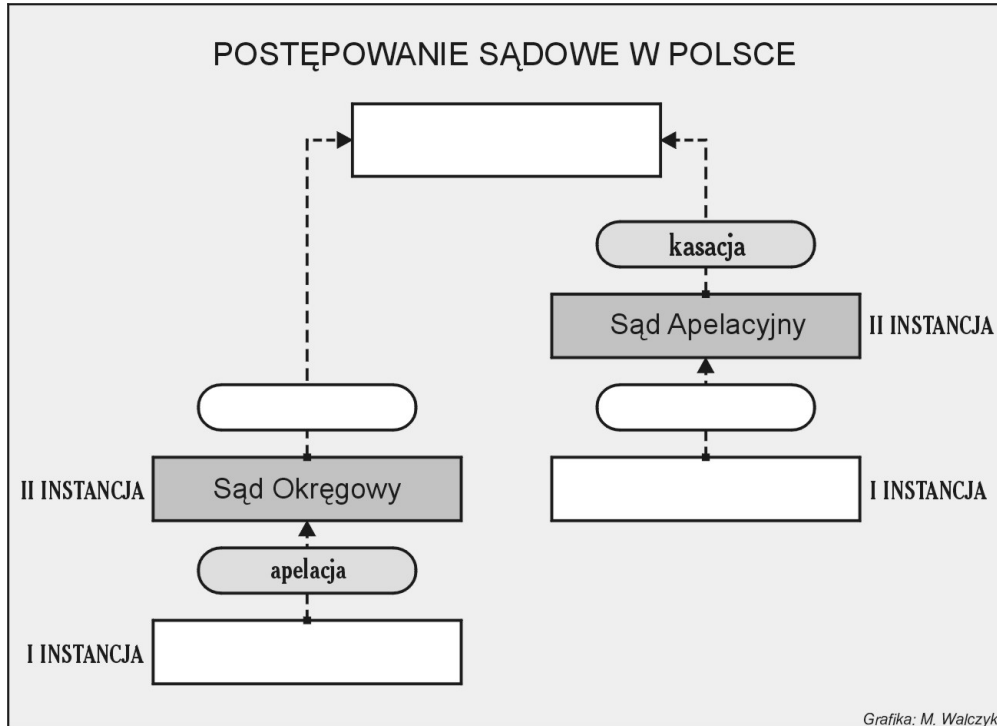 POSTĘPOWANIE SĄDOWE W POLSCE
kasacja
Sąd Apelacyjny
II INSTANCJA
II INSTANCJA
Sąd Okręgowy
I INSTANCJA
apelacja
I INSTANCJA
Grafika: M. Walczyk